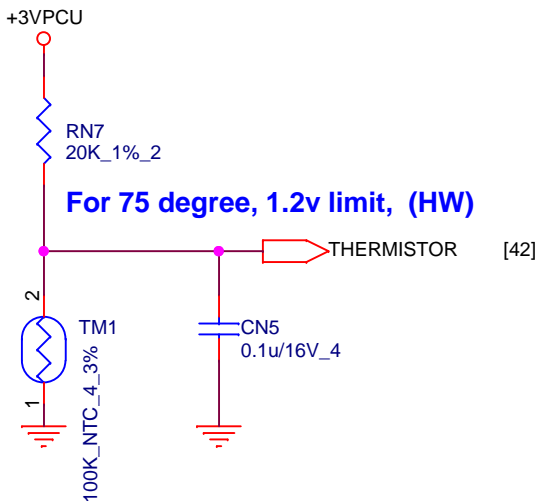 +3VPCU
RN7
20K_1%_2
For 75 degree, 1.2v limit, (HW)
THERMISTOR [42]
2
TM1
1
100K_NTC_4_3%
CN5
0.1u/16V_4